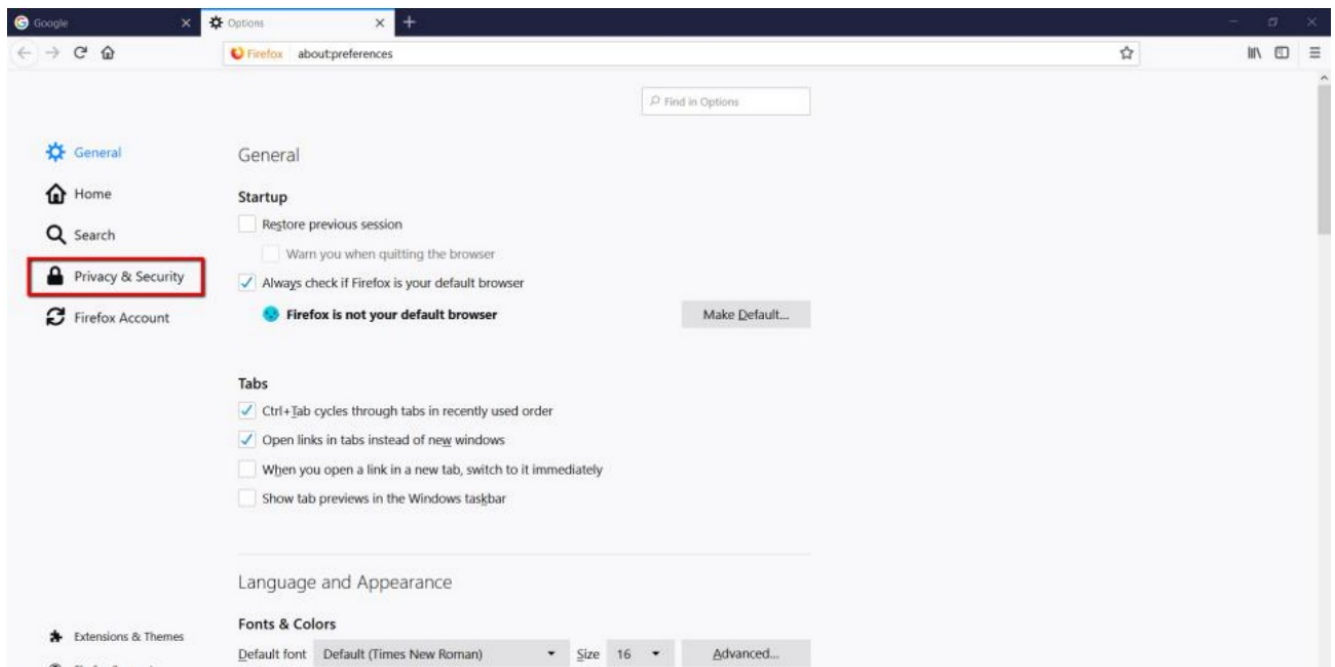 Google
Options
Firefox about:preferences
Find in Options
General
Home
Search
Privacy & Security
Firefox Account
Extensions & Themes
General
Startup
Restore previous session
Warn you when quitting the browser
Always check if Firefox is your default browser
Firefox is not your default browser
Make Default...
Tabs
Ctrl+Tab cycles through tabs in recently used order
Open links in tabs instead of new windows
When you open a link in a new tab, switch to it immediately
Show tab previews in the Windows taskbar
Language and Appearance
Fonts & Colors
Default font Default (Times New Roman) Size 16 Advanced...